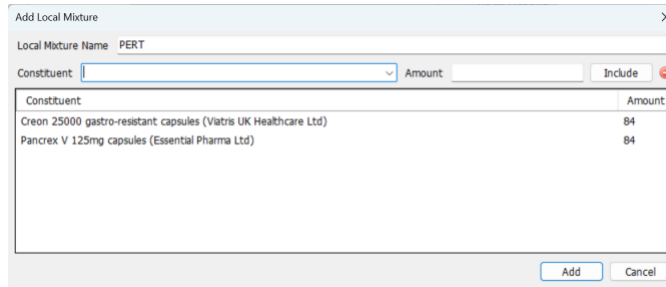 Add Local Mixture
Local Mixture Name PERT
Constituent Amount Include
Constituent Amount
Creon 25000 gastro-resistant capsules (Viatris UK Healthcare Ltd) 84
Pancrex V 125mg capsules (Essential Pharma Ltd) 84
Add Cancel